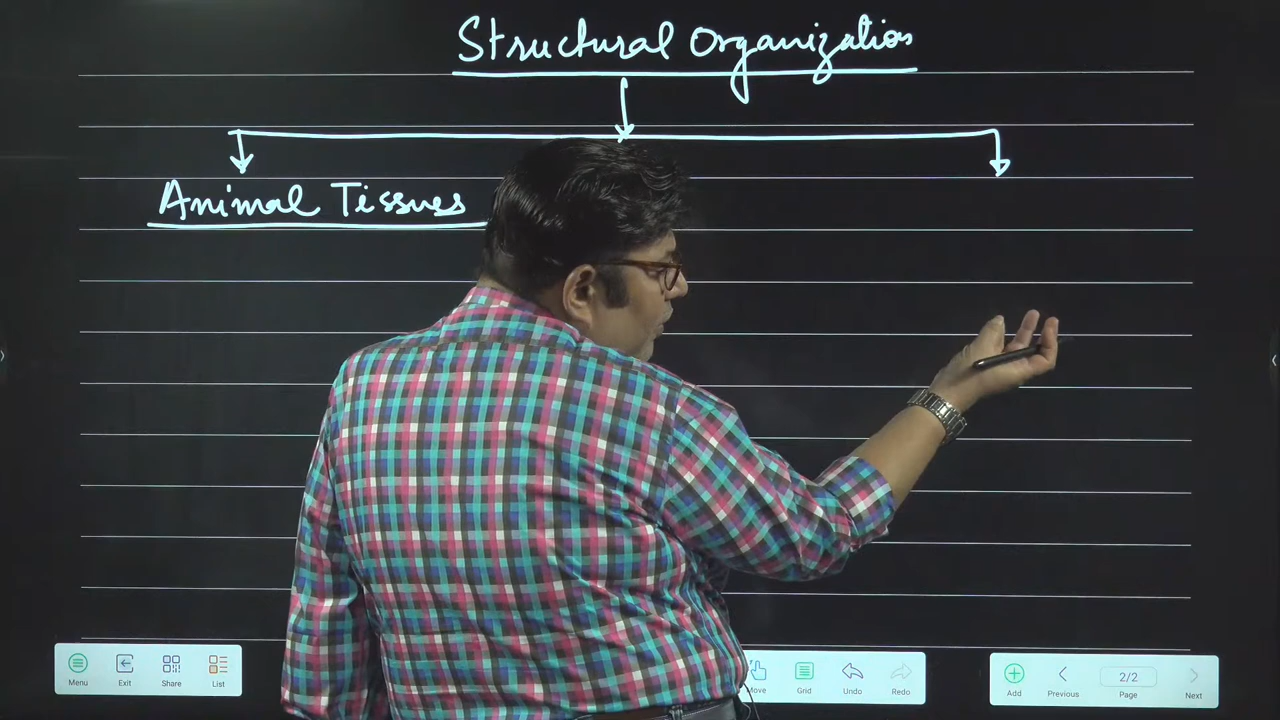 Structural Organization
Animal Tissues
Menu
Exit
Share
List
Move
Grid
Undo
Redo
Add
Previous
2/2
Page
Next